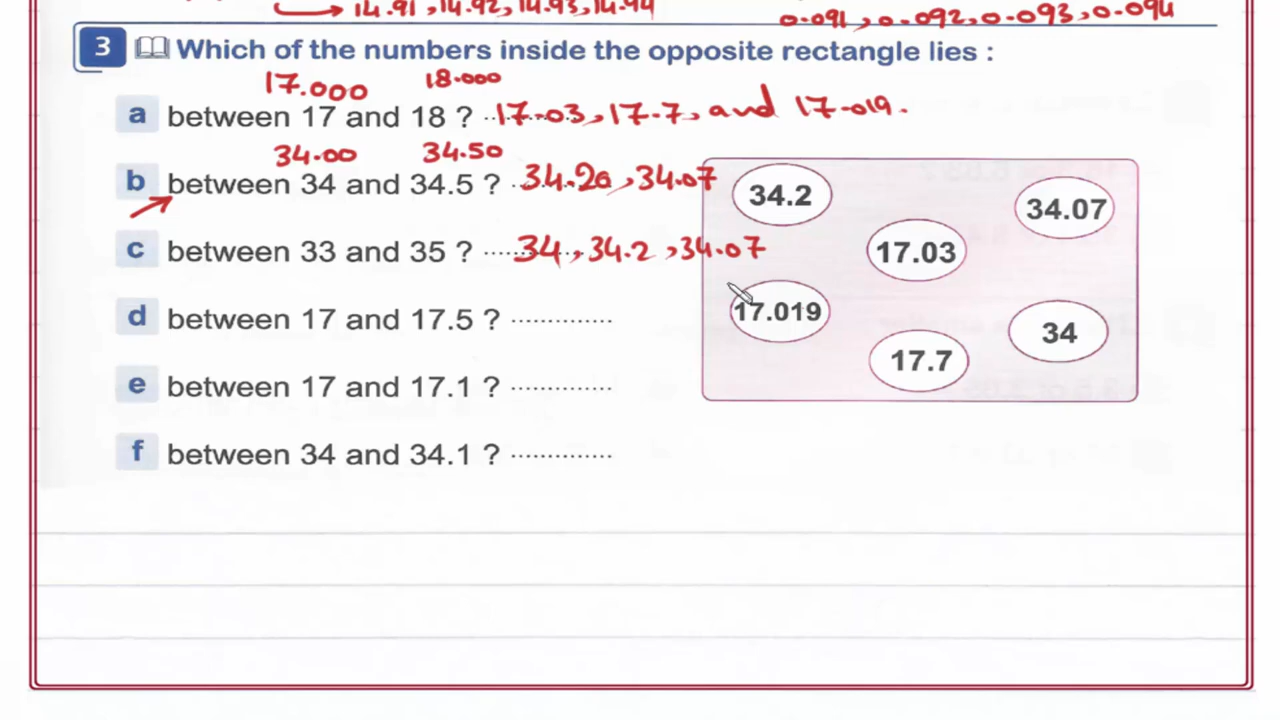 14.91, 14.92, 14.93, 14.94
0.091, 0.092, 0.093, 0.094
3 Which of the numbers inside the opposite rectangle lies :
17.000 18.000
a between 17 and 18 ? 17.03, 17.7, and 17.019.
34.00 34.50
b between 34 and 34.5 ? 34.20, 34.07
c between 33 and 35 ? 34, 34.2, 34.07
d between 17 and 17.5 ?
e between 17 and 17.1 ?
f between 34 and 34.1 ?
34.2
34.07
17.03
17.019
34
17.7